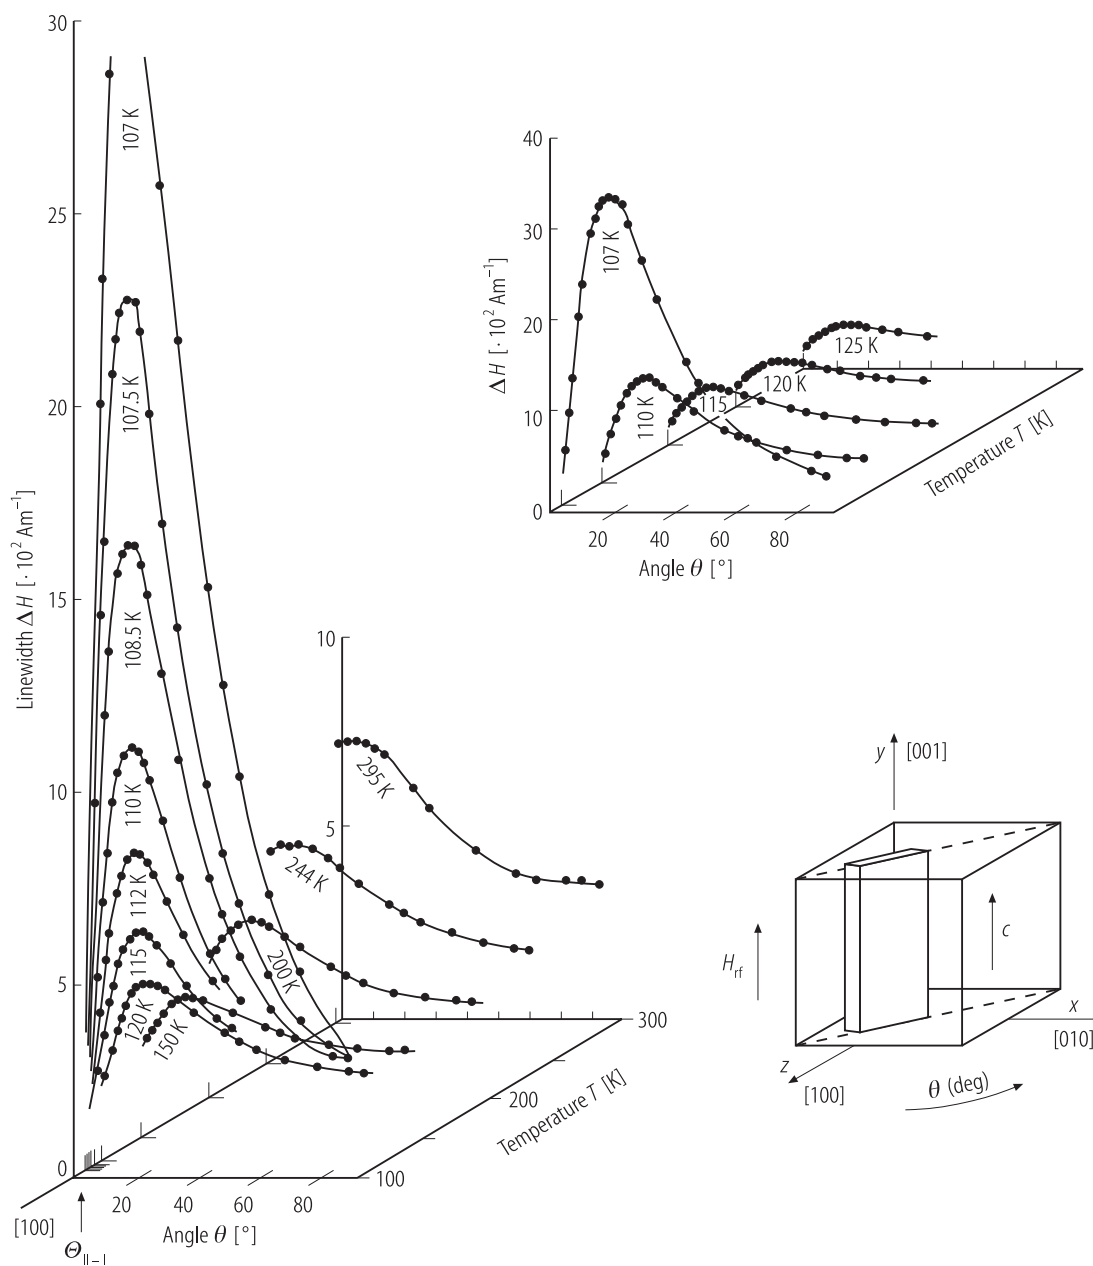 30
25
20
15
10
5
0
Linewidth ΔH [· 10² Am⁻¹]
107 K
107.5 K
108.5 K
110 K
112 K
115
120 K
150 K
200 K
244 K
295 K
10
5
300
200
100
Temperature T [K]
20
40
60
80
Angle θ [°]
[100]
Θ||–|
40
30
20
10
0
ΔH [· 10² Am⁻¹]
107 K
110 K
115
120 K
125 K
Temperature T [K]
20
40
60
80
Angle θ [°]
y
[001]
c
Hrf
x
[010]
z
[100]
θ (deg)